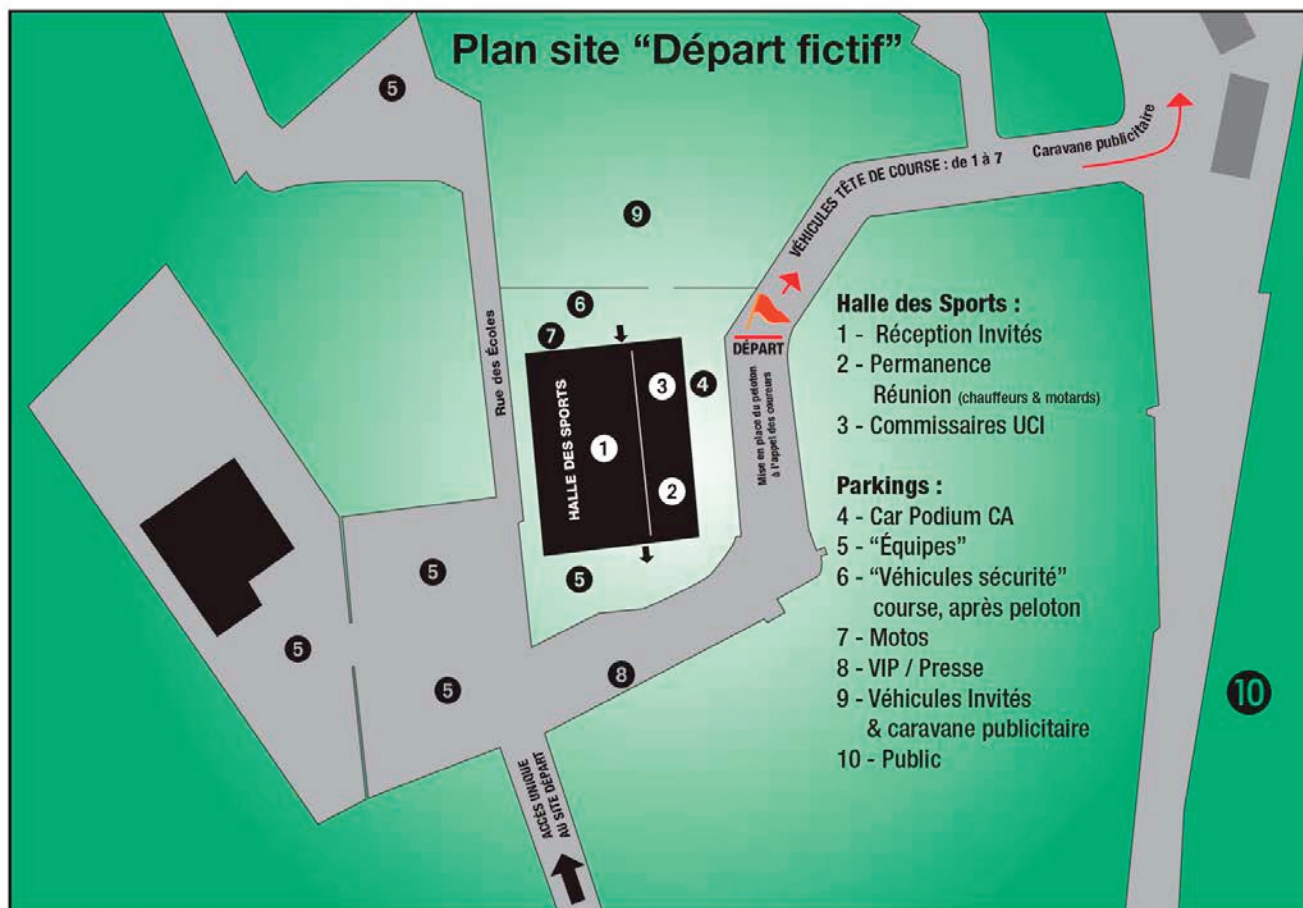 Plan site “Départ fictif”
5
Caravane publicitaire
VÉHICULES TÊTE DE COURSE : de 1 à 7
9
6
7
Rue des Écoles
DÉPART
HALLE DES SPORTS
3
4
1
2
Mise en place du peloton
à l'appel des coureurs
5
5
5
5
8
ACCÈS UNIQUE
AU SITE DÉPART
Halle des Sports :
1 - Réception Invités
2 - Permanence
Réunion (chauffeurs & motards)
3 - Commissaires UCI
Parkings :
4 - Car Podium CA
5 - “Équipes”
6 - “Véhicules sécurité”
course, après peloton
7 - Motos
8 - VIP / Presse
9 - Véhicules Invités
& caravane publicitaire
10 - Public
10